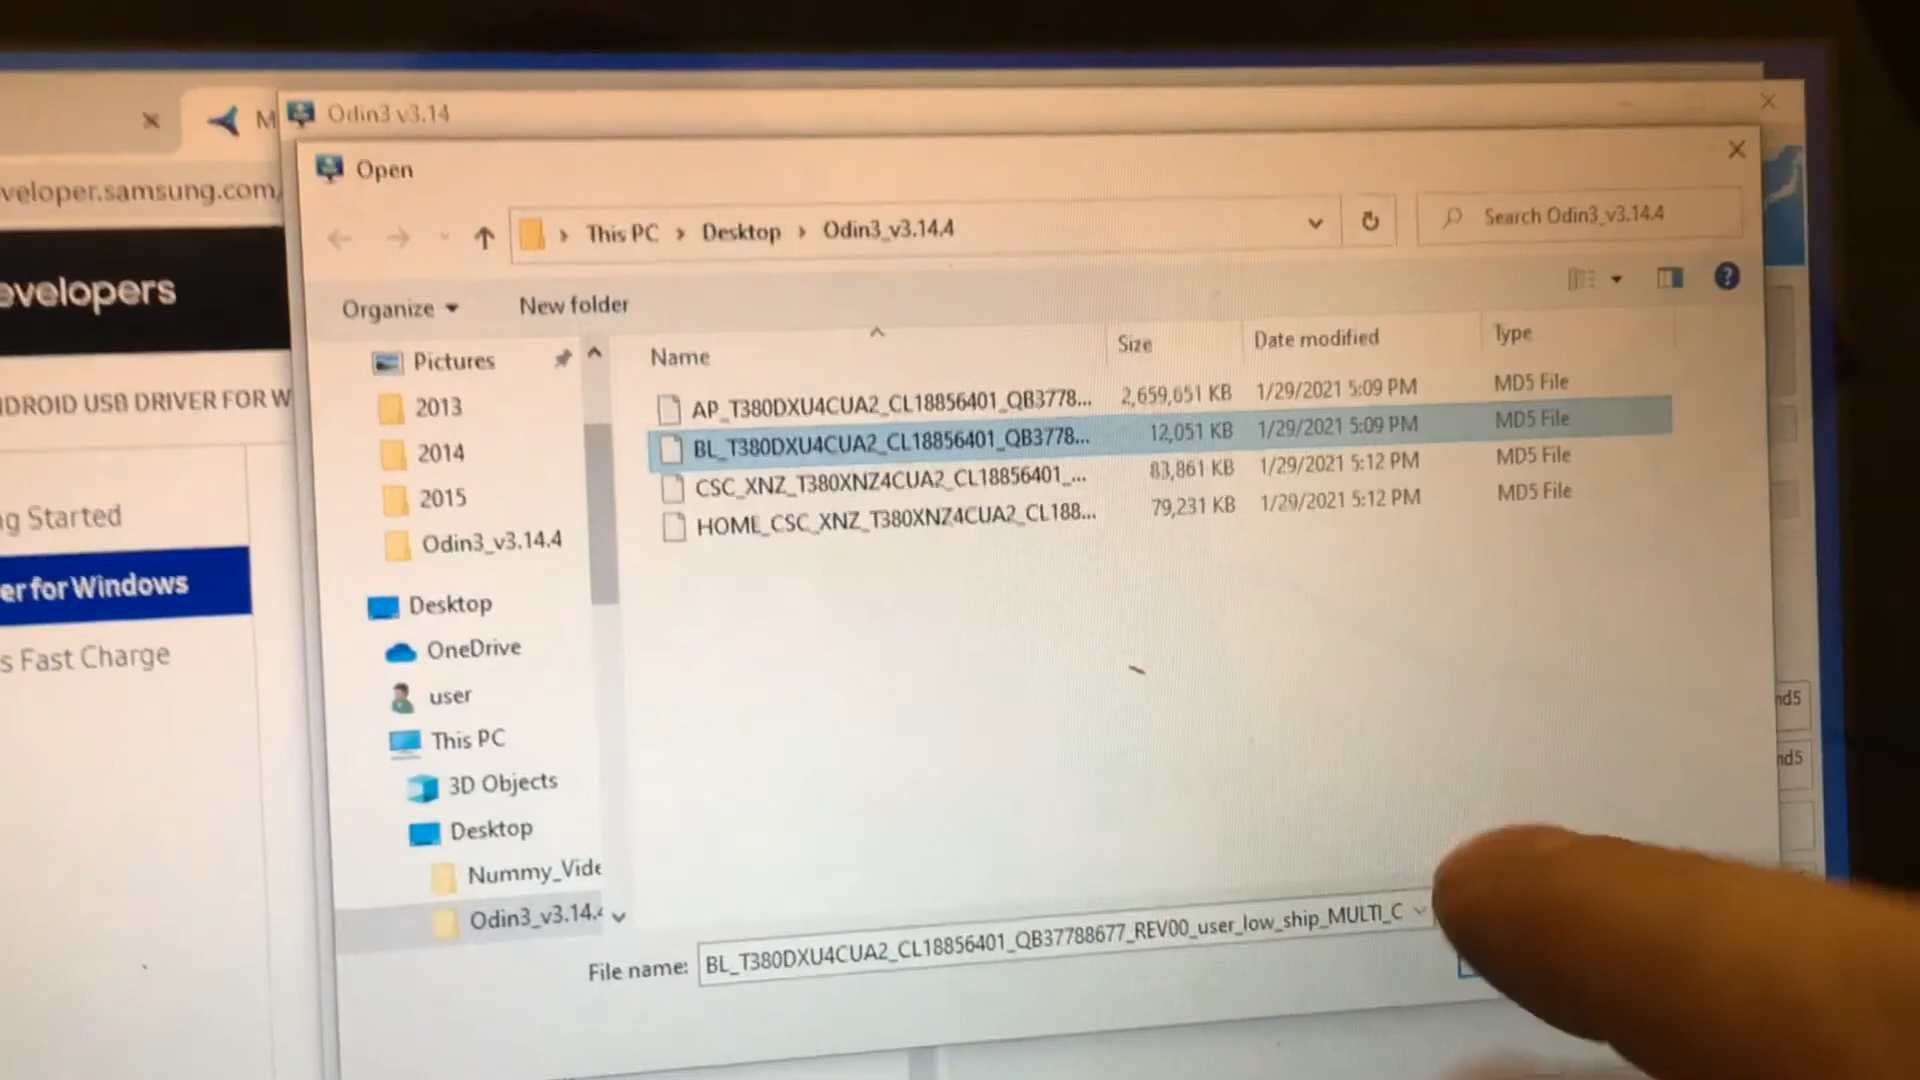 M
Odin3 v3.14
veloper.samsung.com/
Open
This PC > Desktop > Odin3_v3.14.4
Search Odin3_v3.14.4
evelopers
Organize
New folder
Name
Size
Date modified
Type
Pictures
2013
2014
2015
Odin3_v3.14.4
AP_T380DXU4CUA2_CL18856401_QB3778... 2,659,651 KB 1/29/2021 5:09 PM MD5 File
BL_T380DXU4CUA2_CL18856401_QB3778... 12,051 KB 1/29/2021 5:09 PM MD5 File
CSC_XNZ_T380XNZ4CUA2_CL18856401_... 83,861 KB 1/29/2021 5:12 PM MD5 File
HOME_CSC_XNZ_T380XNZ4CUA2_CL188... 79,231 KB 1/29/2021 5:12 PM MD5 File
NDROID USB DRIVER FOR W
ng Started
er for Windows
s Fast Charge
Desktop
OneDrive
user
This PC
3D Objects
Desktop
Nummy_Vide
Odin3_v3.14.4
md5
md5
File name: BL_T380DXU4CUA2_CL18856401_QB37788677_REV00_user_low_ship_MULTI_C